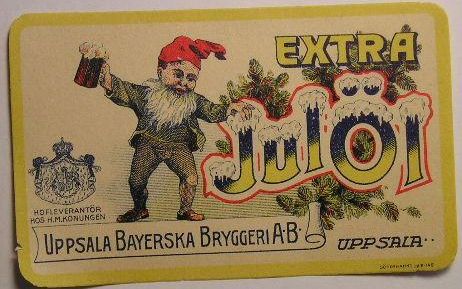 EXTRA
JulÖl
HOFLEVERANTÖR
HOS H.M.KONUNGEN
UPPSALA BAYERSKA BRYGGERI A·B·
UPPSALA··